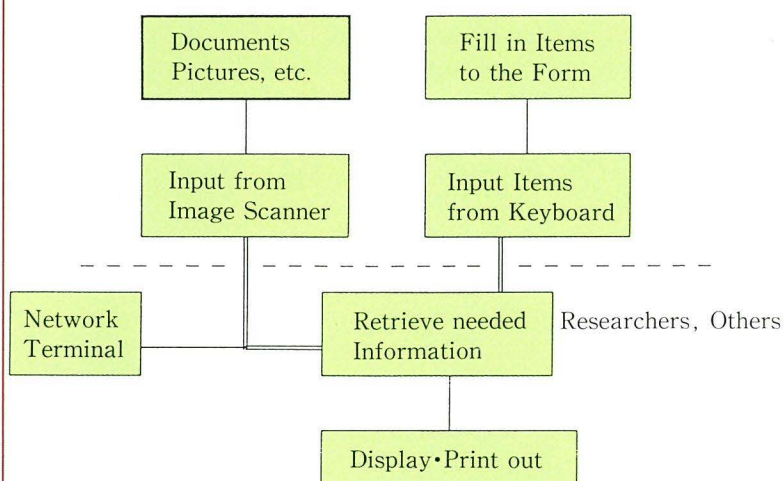 Documents
Pictures, etc.
Fill in Items
to the Form
Input from
Image Scanner
Input Items
from Keyboard
Network
Terminal
Retrieve needed
Information
Researchers, Others
Display・Print out